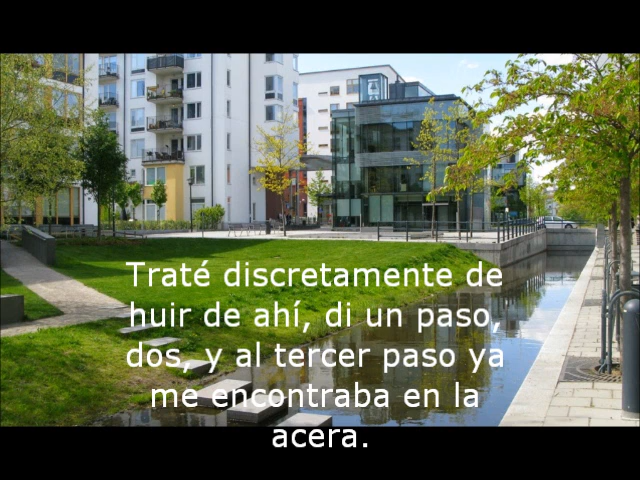 Traté discretamente de
huir de ahí, di un paso,
dos, y al tercer paso ya
me encontraba en la
acera.